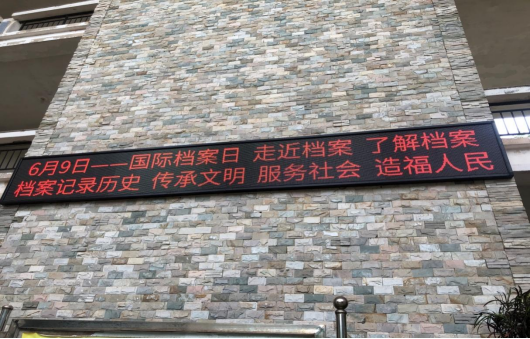 6月9日——国际档案日 走近档案 了解档案
档案记录历史 传承文明 服务社会 造福人民